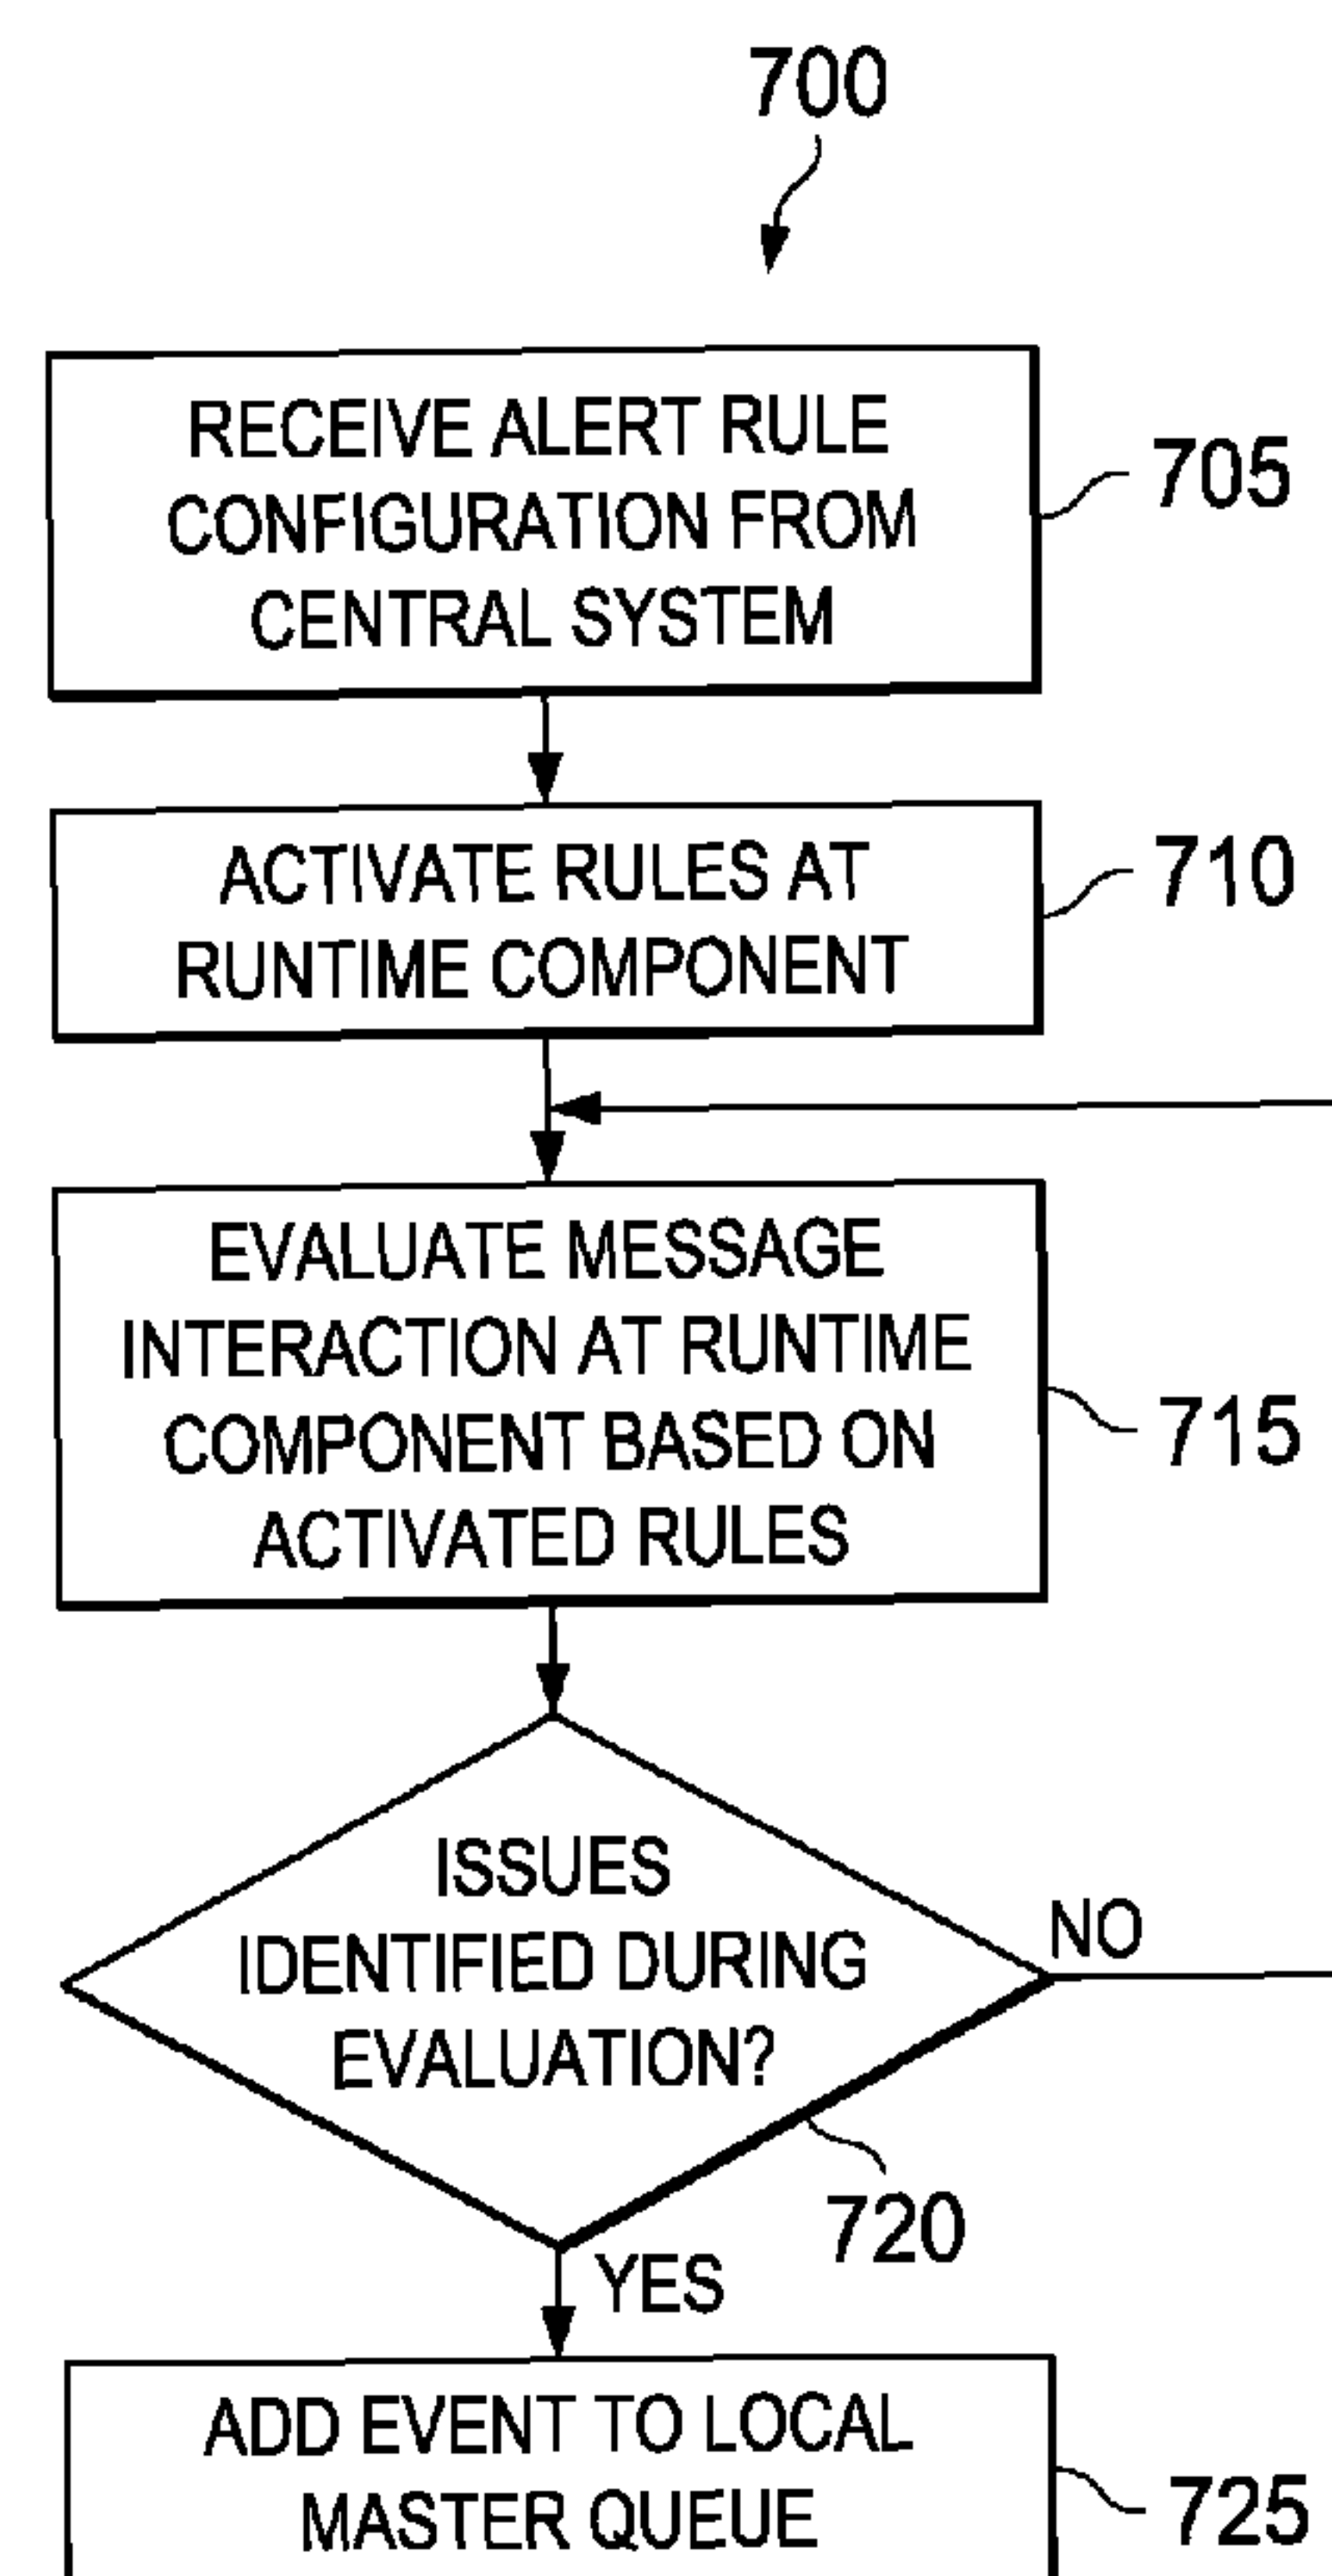 700
RECEIVE ALERT RULE
CONFIGURATION FROM
CENTRAL SYSTEM
705
ACTIVATE RULES AT
RUNTIME COMPONENT
710
EVALUATE MESSAGE
INTERACTION AT RUNTIME
COMPONENT BASED ON
ACTIVATED RULES
715
ISSUES
IDENTIFIED DURING
EVALUATION?
NO
720
YES
ADD EVENT TO LOCAL
MASTER QUEUE
725